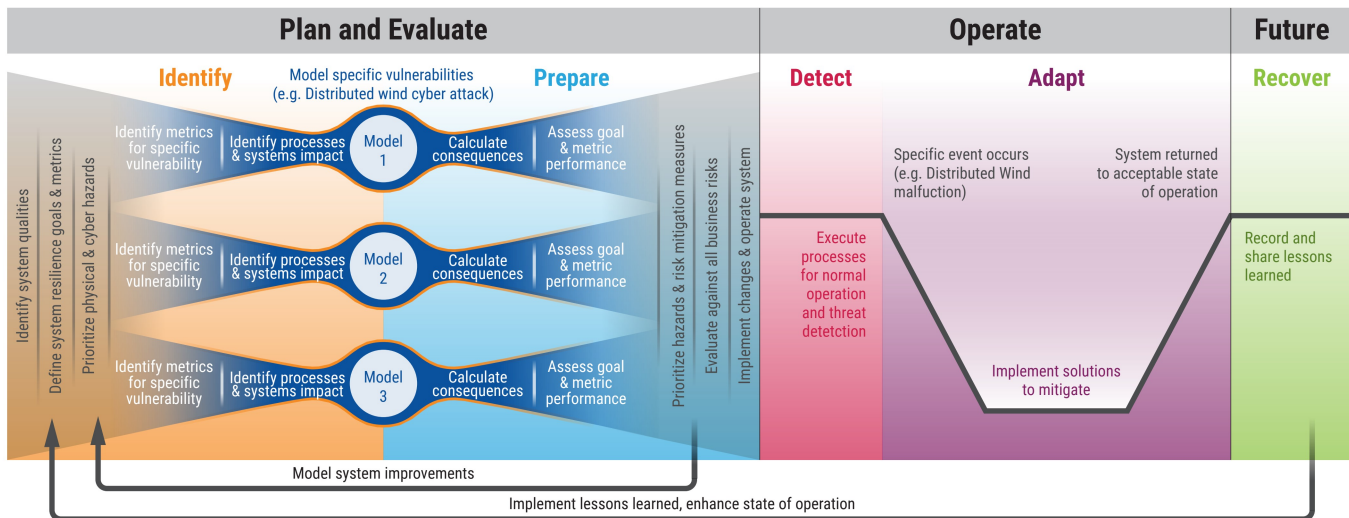 Plan and Evaluate
Operate
Future
Identify
Model specific vulnerabilities
(e.g. Distributed wind cyber attack)
Prepare
Detect
Adapt
Recover
Identify system qualities
Define system resilience goals & metrics
Prioritize physical & cyber hazards
Identify metrics
for specific
vulnerability
Identify processes
& systems impact
Model
1
Calculate
consequences
Assess goal
& metric
performance
Identify metrics
for specific
vulnerability
Identify processes
& systems impact
Model
2
Calculate
consequences
Assess goal
& metric
performance
Identify metrics
for specific
vulnerability
Identify processes
& systems impact
Model
3
Calculate
consequences
Assess goal
& metric
performance
Prioritize hazards & risk mitigation measures
Evaluate against all business risks
Implement changes & operate system
Execute
processes
for normal
operation
and threat
detetction
Specific event occurs
(e.g. Distributed Wind
malfuction)
System returned
to acceptable state
of operation
Implement solutions
to mitigate
Record and
share lessons
learned
Model system improvements
Implement lessons learned, enhance state of operation